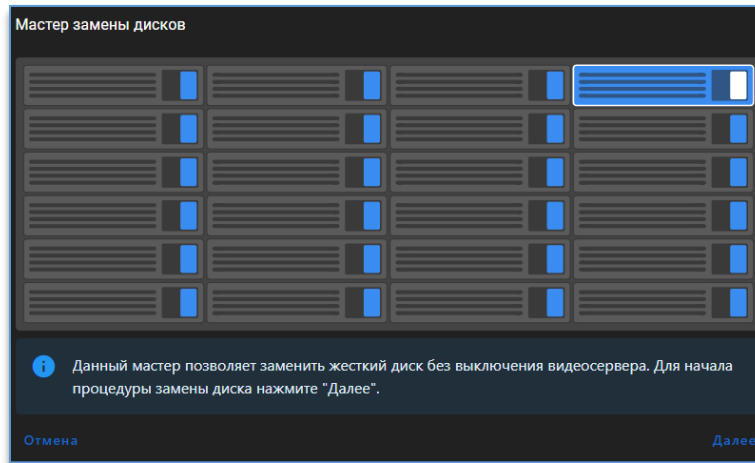 Мастер замены дисков
Данный мастер позволяет заменить жесткий диск без выключения видеосервера. Для начала
процедуры замены диска нажмите "Далее".
Отмена
Далее